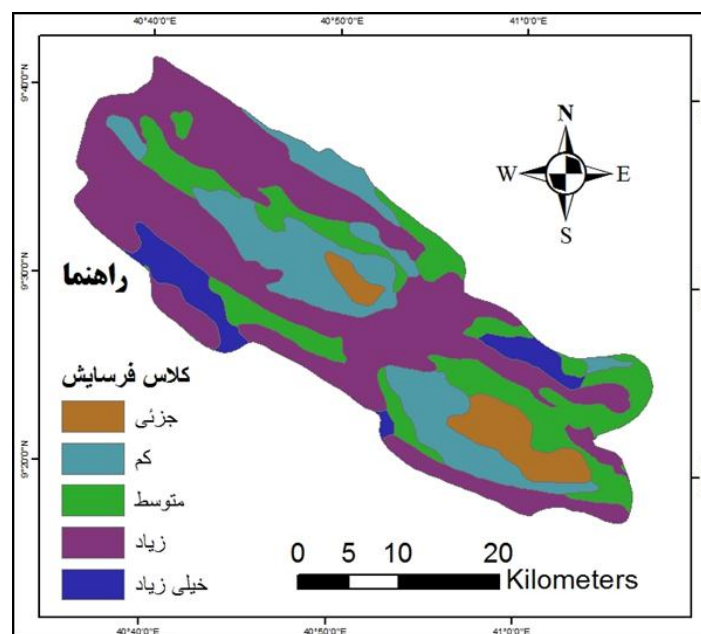 40°40'0"E 40°50'0"E 41°0'0"E
9°40'0"N
N
W E
S
9°30'0"N
راهنما
کلاس فرسایش
جزئی
کم
متوسط
زیاد
خیلی زیاد
9°20'0"N
0 5 10 20
Kilometers
40°40'0"E 40°50'0"E 41°0'0"E